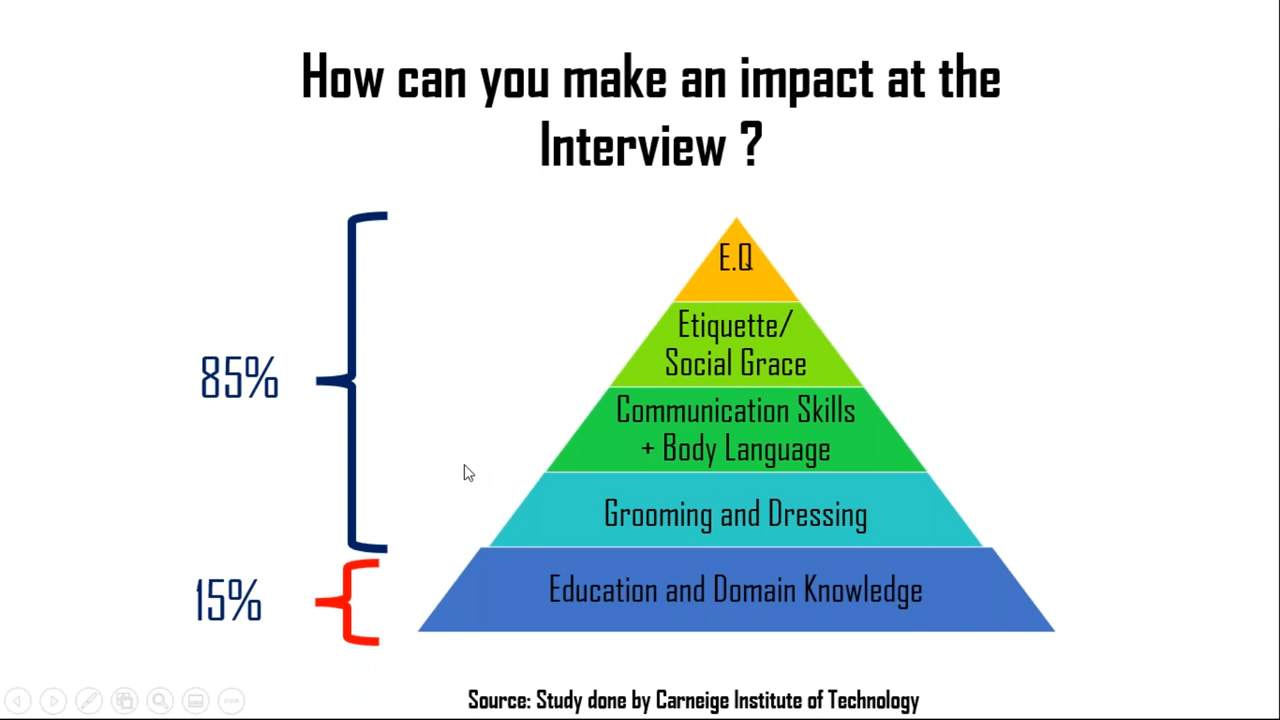 How can you make an impact at the
Interview ?
E.Q
Etiquette/
Social Grace
Communication Skills
+ Body Language
Grooming and Dressing
Education and Domain Knowledge
85%
15%
Source: Study done by Carneige Institute of Technology